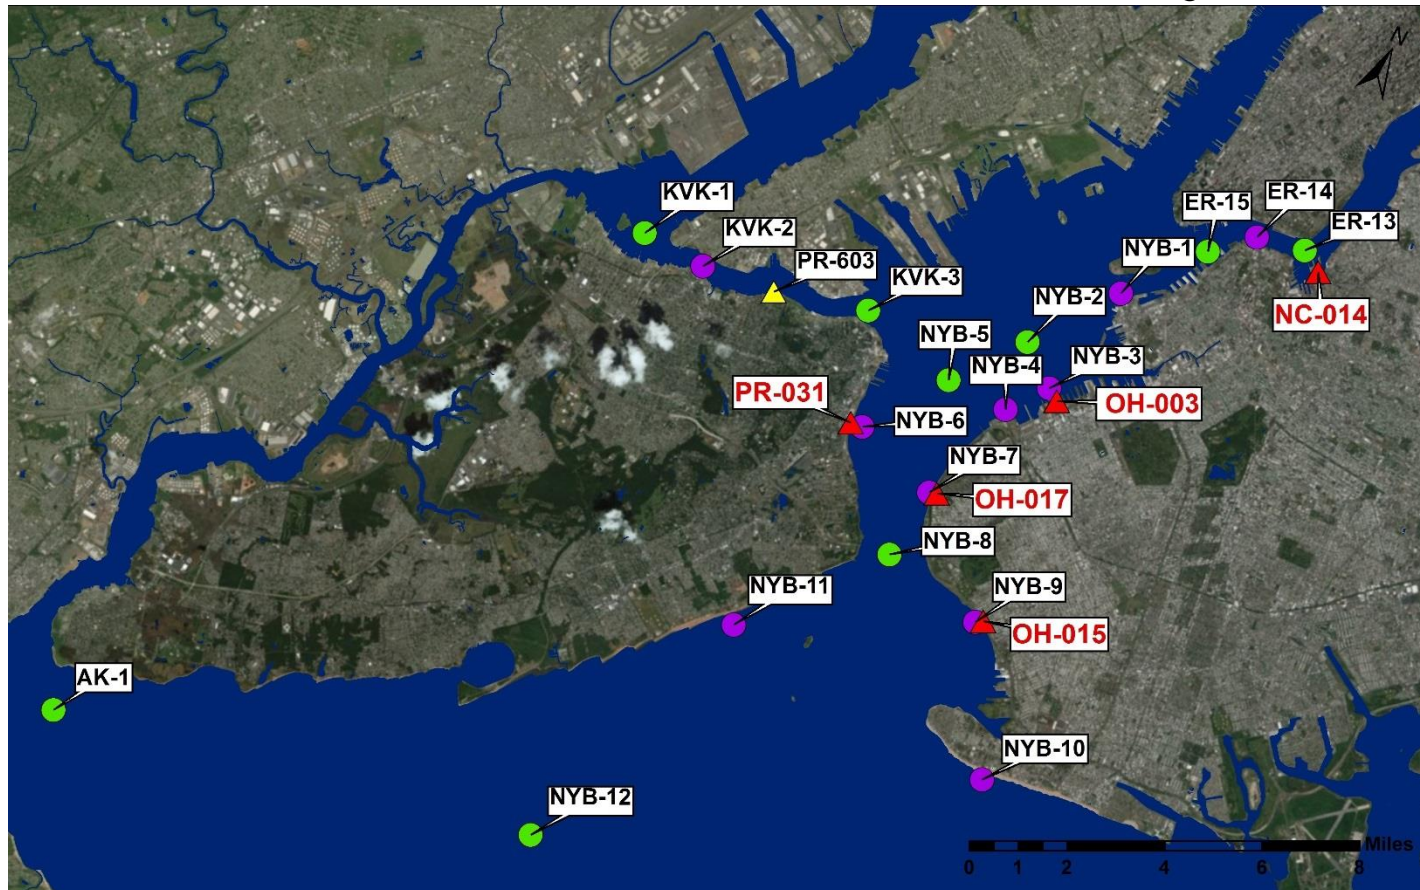 N
ER-14
ER-15
ER-13
KVK-1
KVK-2
NYB-1
PR-603
KVK-3
NYB-2
NC-014
NYB-5
NYB-4
NYB-3
PR-031
OH-003
NYB-6
NYB-7
OH-017
NYB-8
NYB-9
NYB-11
OH-015
AK-1
NYB-10
NYB-12
Miles
0 1 2 4 6 8